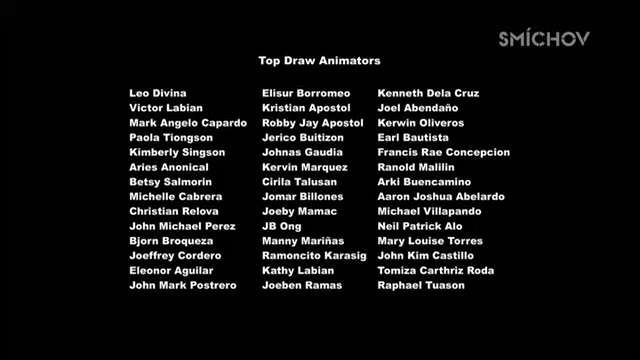 SMÍCHOV
Top Draw Animators
Leo Divina Elisur Borromeo Kenneth Dela Cruz
Victor Labian Kristian Apostol Joel Abendaño
Mark Angelo Capardo Robby Jay Apostol Kerwin Oliveros
Paola Tiongson Jerico Buitizon Earl Bautista
Kimberly Singson Johnas Gaudia Francis Rae Concepcion
Aries Anonical Kervin Marquez Ranold Malilin
Betsy Salmorin Cirila Talusan Arki Buencamino
Michelle Cabrera Jomar Billones Aaron Joshua Abelardo
Christian Relova Joeby Mamac Michael Villapando
John Michael Perez JB Ong Neil Patrick Alo
Bjorn Broqueza Manny Mariñas Mary Louise Torres
Joeffrey Cordero Ramoncito Karasig John Kim Castillo
Eleonor Aguilar Kathy Labian Tomiza Carthriz Roda
John Mark Postrero Joeben Ramas Raphael Tuason